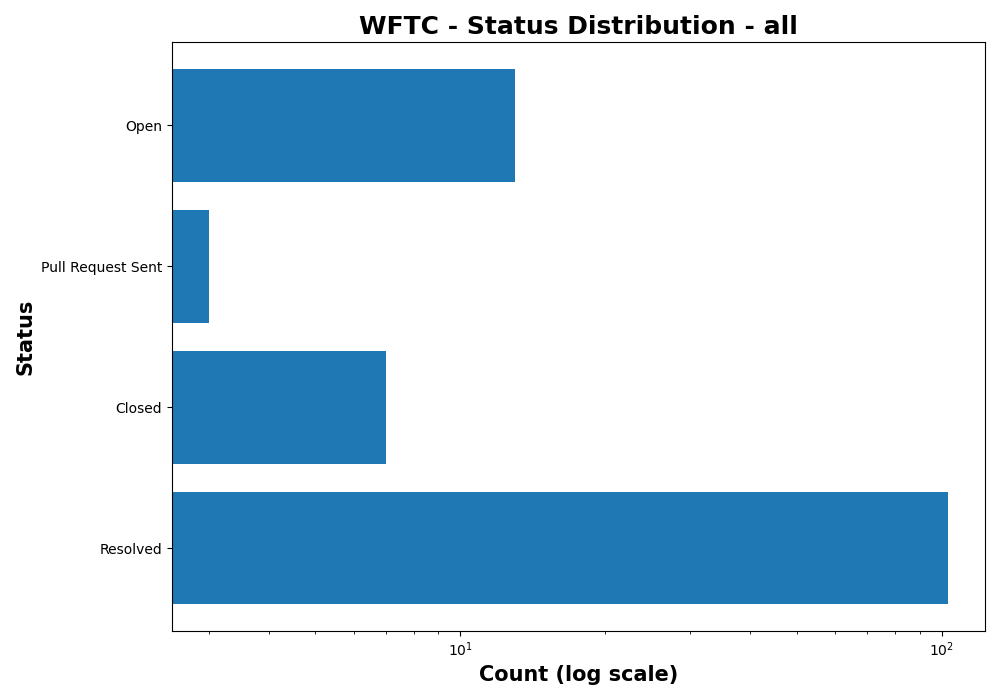 WFTC - Status Distribution - all
Open
Pull Request Sent
Closed
Resolved
Status
10¹
10²
Count (log scale)